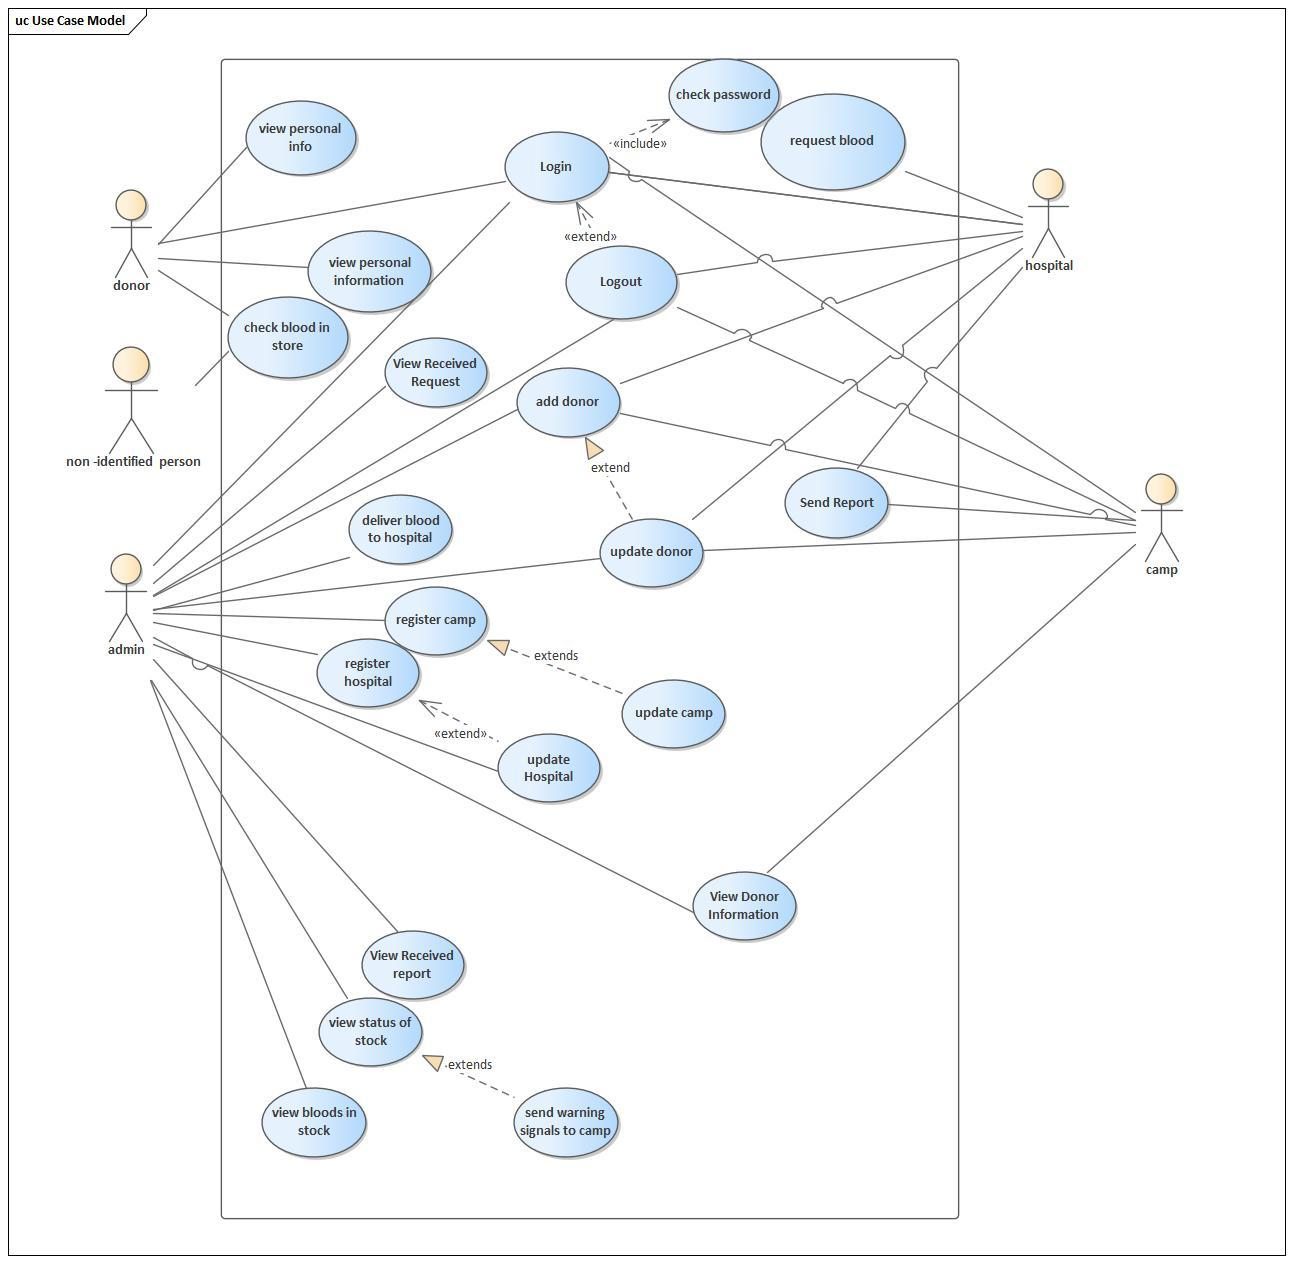 uc Use Case Model
check password
request blood
view personal
info
«include»
Login
donor
«extend»
hospital
view personal
information
Logout
check blood in
store
View Received
Request
add donor
non -identified  person
extend
Send Report
deliver blood
to hospital
update donor
camp
admin
register camp
extends
register
hospital
update camp
«extend»
update
Hospital
View Donor
Information
View Received
report
view status of
stock
extends
view bloods in
stock
send warning
signals to camp